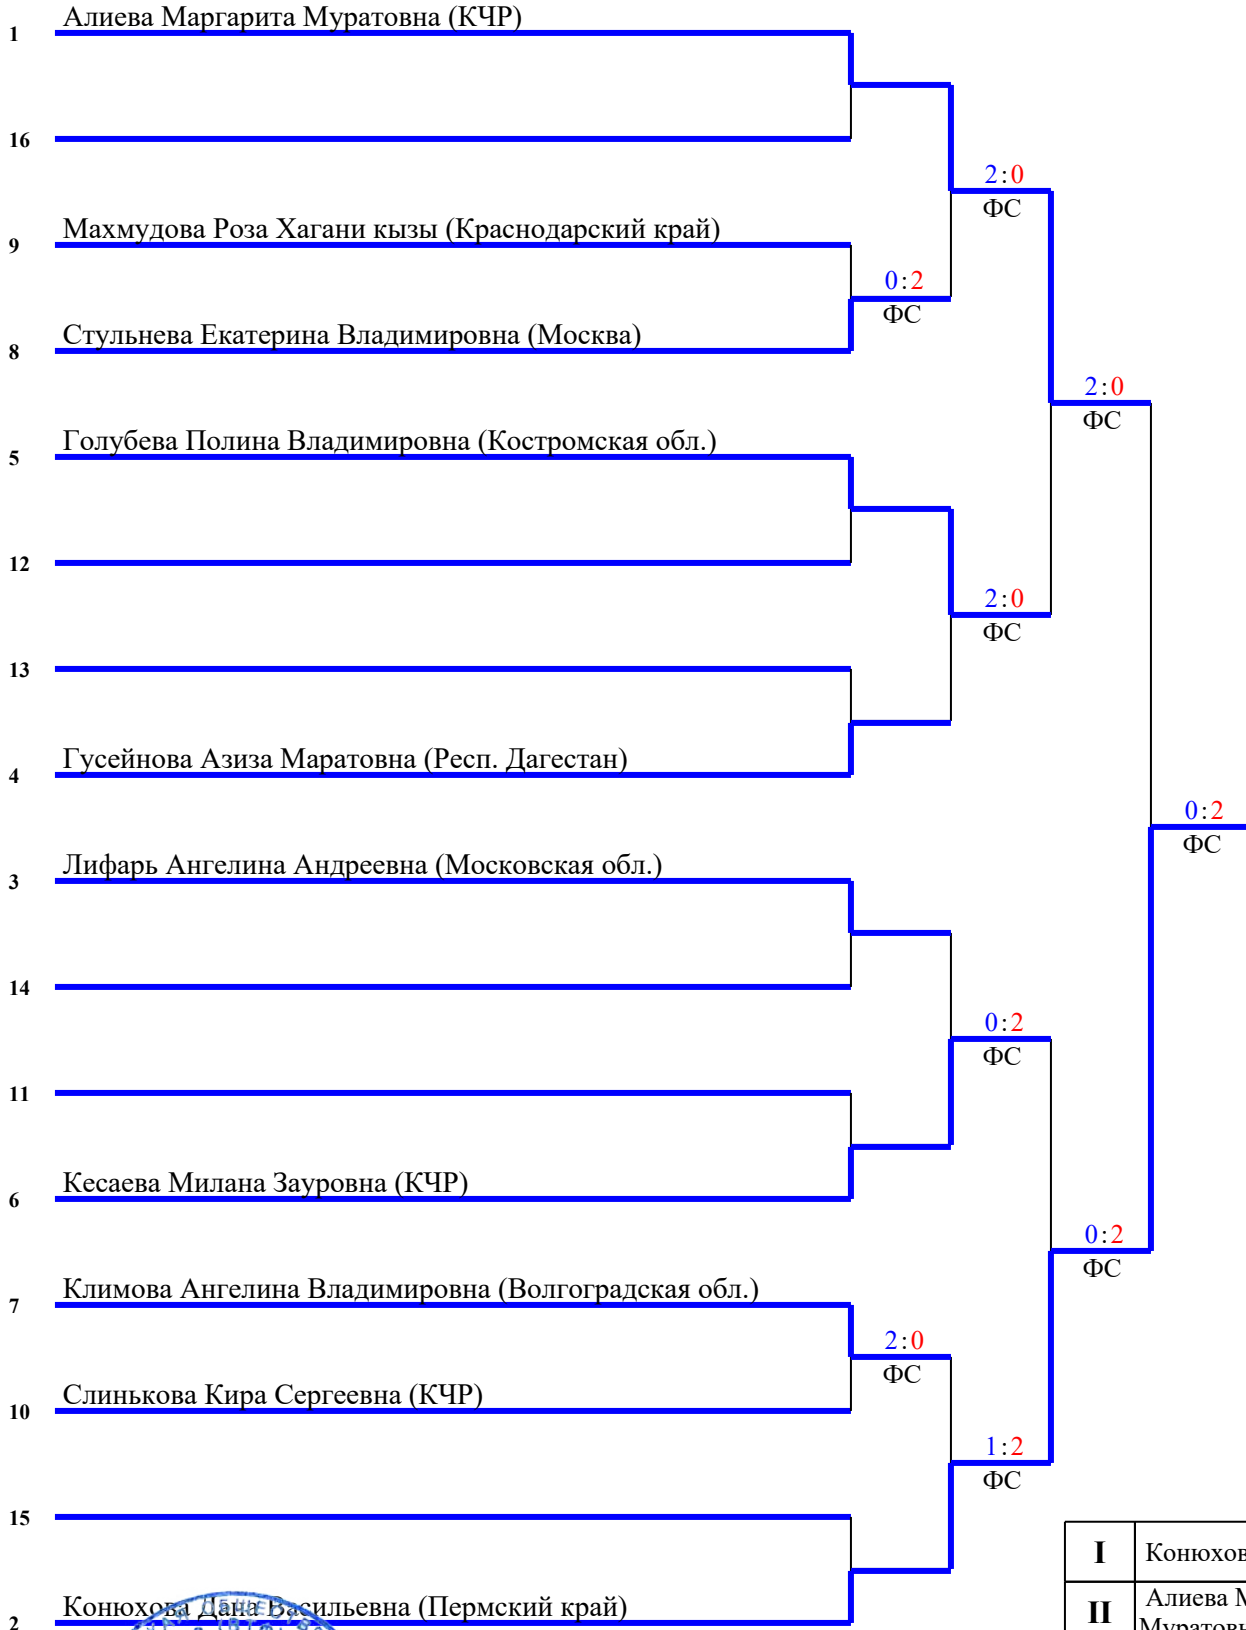 Алиева Маргарита Муратовна (КЧР)
1
16
2:0
ФС
Махмудова Роза Хагани кызы (Краснодарский край)
9
0:2
ФС
Стульнева Екатерина Владимировна (Москва)
8
2:0
ФС
Голубева Полина Владимировна (Костромская обл.)
5
12
2:0
ФС
13
Гусейнова Азиза Маратовна (Респ. Дагестан)
4
0:2
ФС
Лифарь Ангелина Андреевна (Московская обл.)
3
14
0:2
ФС
11
Кесаева Милана Зауровна (КЧР)
6
0:2
ФС
Климова Ангелина Владимировна (Волгоградская обл.)
7
2:0
ФС
Слинькова Кира Сергеевна (КЧР)
10
1:2
ФС
15
I Конюхов
Конюхова Дана Васильевна (Пермский край)
2
II Алиева М
Муратовн